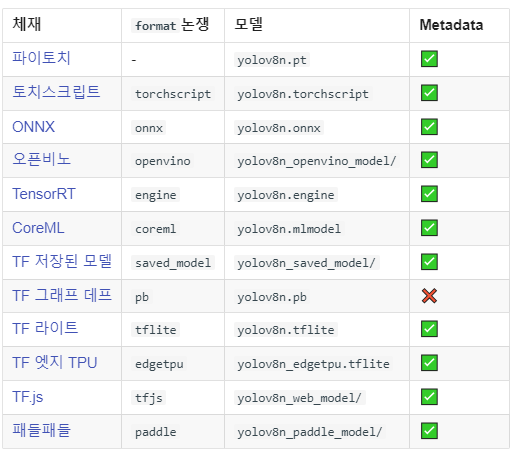 체재 format 논쟁 모델 Metadata
파이토치 - yolov8n.pt ✅
토치스크립트 torchscript yolov8n.torchscript ✅
ONNX onnx yolov8n.onnx ✅
오픈비노 openvino yolov8n_openvino_model/ ✅
TensorRT engine yolov8n.engine ✅
CoreML coreml yolov8n.mlmodel ✅
TF 저장된 모델 saved_model yolov8n_saved_model/ ✅
TF 그래프 데프 pb yolov8n.pb ❌
TF 라이트 tflite yolov8n.tflite ✅
TF 엣지 TPU edgetpu yolov8n_edgetpu.tflite ✅
TF.js tfjs yolov8n_web_model/ ✅
패들패들 paddle yolov8n_paddle_model/ ✅